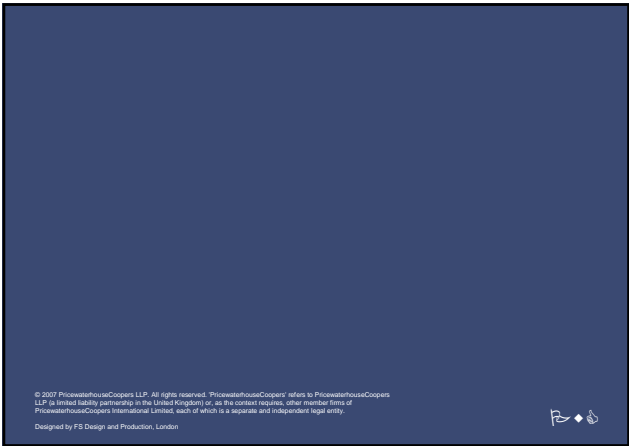 © 2007 PricewaterhouseCoopers LLP. All rights reserved. 'PricewaterhouseCoopers' refers to PricewaterhouseCoopers
LLP (a limited liability partnership in the United Kingdom) or, as the context requires, other member firms of
PricewaterhouseCoopers International Limited, each of which is a separate and independent legal entity.
Designed by FS Design and Production, London